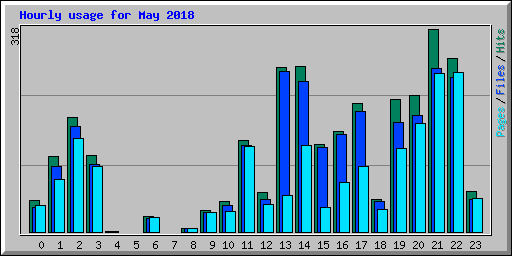 Hourly usage for May 2018
318
Pages / Files / Hits
0 1 2 3 4 5 6 7 8 9 10 11 12 13 14 15 16 17 18 19 20 21 22 23